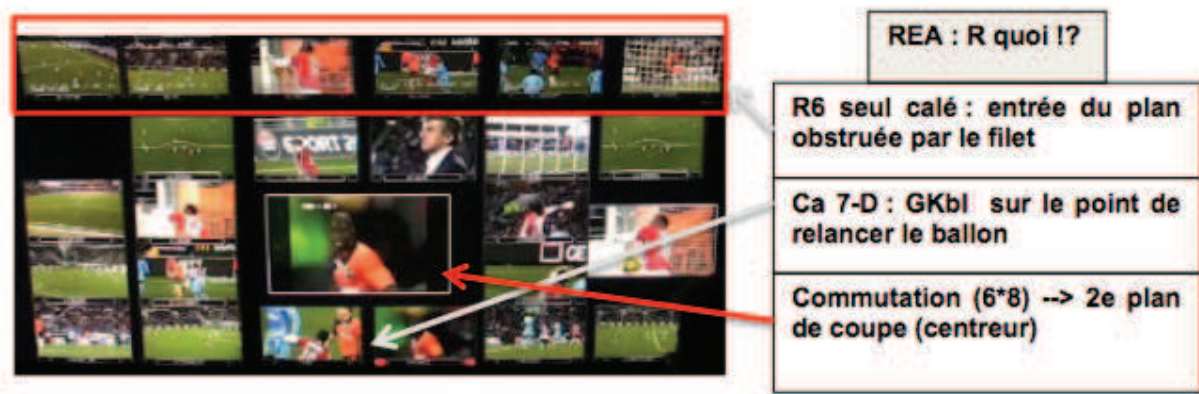 REA : R quoi !?
R6 seul calé : entrée du plan
obstruée par le filet
Ca 7-D : GKbl sur le point de
relancer le ballon
Commutation (6*8) --> 2e plan
de coupe (centreur)